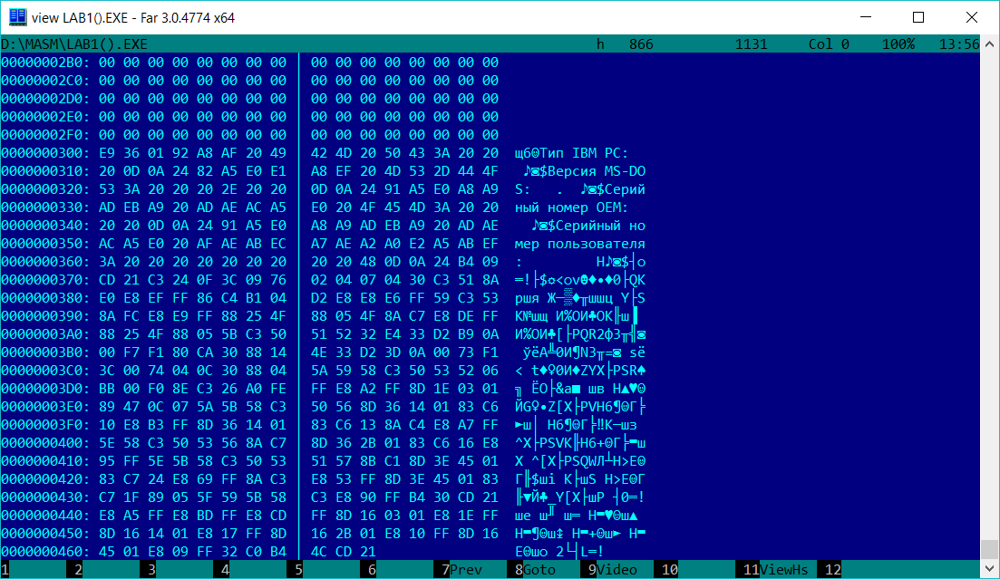 view LAB1().EXE - Far 3.0.4774 x64
D:\MASM\LAB1().EXE h 866 1131 Col 0 100% 13:56
00000002B0: 00 00 00 00 00 00 00 00 | 00 00 00 00 00 00 00 00
00000002C0: 00 00 00 00 00 00 00 00 | 00 00 00 00 00 00 00 00
00000002D0: 00 00 00 00 00 00 00 00 | 00 00 00 00 00 00 00 00
00000002E0: 00 00 00 00 00 00 00 00 | 00 00 00 00 00 00 00 00
00000002F0: 00 00 00 00 00 00 00 00 | 00 00 00 00 00 00 00 00
0000000300: E9 36 01 92 A8 AF 20 49 | 42 4D 20 50 43 3A 20 20 щ6☺Тип IBM PC:
0000000310: 20 0D 0A 24 82 A5 E0 E1 | A8 EF 20 4D 53 2D 44 4F ♪◙$Версия MS-DO
0000000320: 53 3A 20 20 20 2E 20 20 | 0D 0A 24 91 A5 E0 A8 A9 S: . ♪◙$Серий
0000000330: AD EB A9 20 AD AE AC A5 | E0 20 4F 45 4D 3A 20 20 ный номер OEM:
0000000340: 20 20 0D 0A 24 91 A5 E0 | A8 A9 AD EB A9 20 AD AE ♪◙$Серийный но
0000000350: AC A5 E0 20 AF AE AB EC | A7 AE A2 A0 E2 A5 AB EF мер пользователя
0000000360: 3A 20 20 20 20 20 20 20 | 20 20 48 0D 0A 24 B4 09 : H♪◙$┤○
0000000370: CD 21 C3 24 0F 3C 09 76 | 02 04 07 04 30 C3 51 8A ═!├$☼<○v☻♦•♦0├QК
0000000380: E0 E8 EF FF 86 C4 B1 04 | D2 E8 E8 E6 FF 59 C3 53 ршя Ж─▒♦╥шшц Y├S
0000000390: 8A FC E8 E9 FF 88 25 4F | 88 05 4F 8A C7 E8 DE FF К№шщ И%OИ♣OК╟ш▐
00000003A0: 88 25 4F 88 05 5B C3 50 | 51 52 32 E4 33 D2 B9 0A И%OИ♣[├PQR2ф3╥╣◙
00000003B0: 00 F7 F1 80 CA 30 88 14 | 4E 33 D2 3D 0A 00 73 F1 ўёА╩0И¶N3╥=◙ sё
00000003C0: 3C 00 74 04 0C 30 88 04 | 5A 59 58 C3 50 53 52 06 < t♦♀0И♦ZYX├PSR♠
00000003D0: BB 00 F0 8E C3 26 A0 FE | FF E8 A2 FF 8D 1E 03 01 ╗ ЁО├&а■ шв Н▲♥☺
00000003E0: 89 47 0C 07 5A 5B 58 C3 | 50 56 8D 36 14 01 83 C6 ЙG♀•Z[X├PVН6¶☺Г╞
00000003F0: 10 E8 B3 FF 8D 36 14 01 | 83 C6 13 8A C4 E8 A7 FF ►ш│ Н6¶☺Г╞‼К─шз
0000000400: 5E 58 C3 50 53 56 8A C7 | 8D 36 2B 01 83 C6 16 E8 ^X├PSVК╟Н6+☺Г╞▬ш
0000000410: 95 FF 5E 5B 58 C3 50 53 | 51 57 8B C1 8D 3E 45 01 Х ^[X├PSQWЛ┴Н>E☺
0000000420: 83 C7 24 E8 69 FF 8A C3 | E8 53 FF 8D 3E 45 01 83 Г╟$шi К├шS Н>E☺Г
0000000430: C7 1F 89 05 5F 59 5B 58 | C3 E8 90 FF B4 30 CD 21 ╟▼Й♣_Y[X├шР ┤0═!
0000000440: E8 A5 FF E8 BD FF E8 CD | FF 8D 16 03 01 E8 1E FF ше ш╜ ш═ Н▬♥☺ш▲
0000000450: 8D 16 14 01 E8 17 FF 8D | 16 2B 01 E8 10 FF 8D 16 Н▬¶☺ш↨ Н▬+☺ш► Н▬
0000000460: 45 01 E8 09 FF 32 C0 B4 | 4C CD 21 E☺ш○ 2└┤L═!
1 2 3 4 5 6 7Prev 8Goto 9Video 10 11ViewHs 12